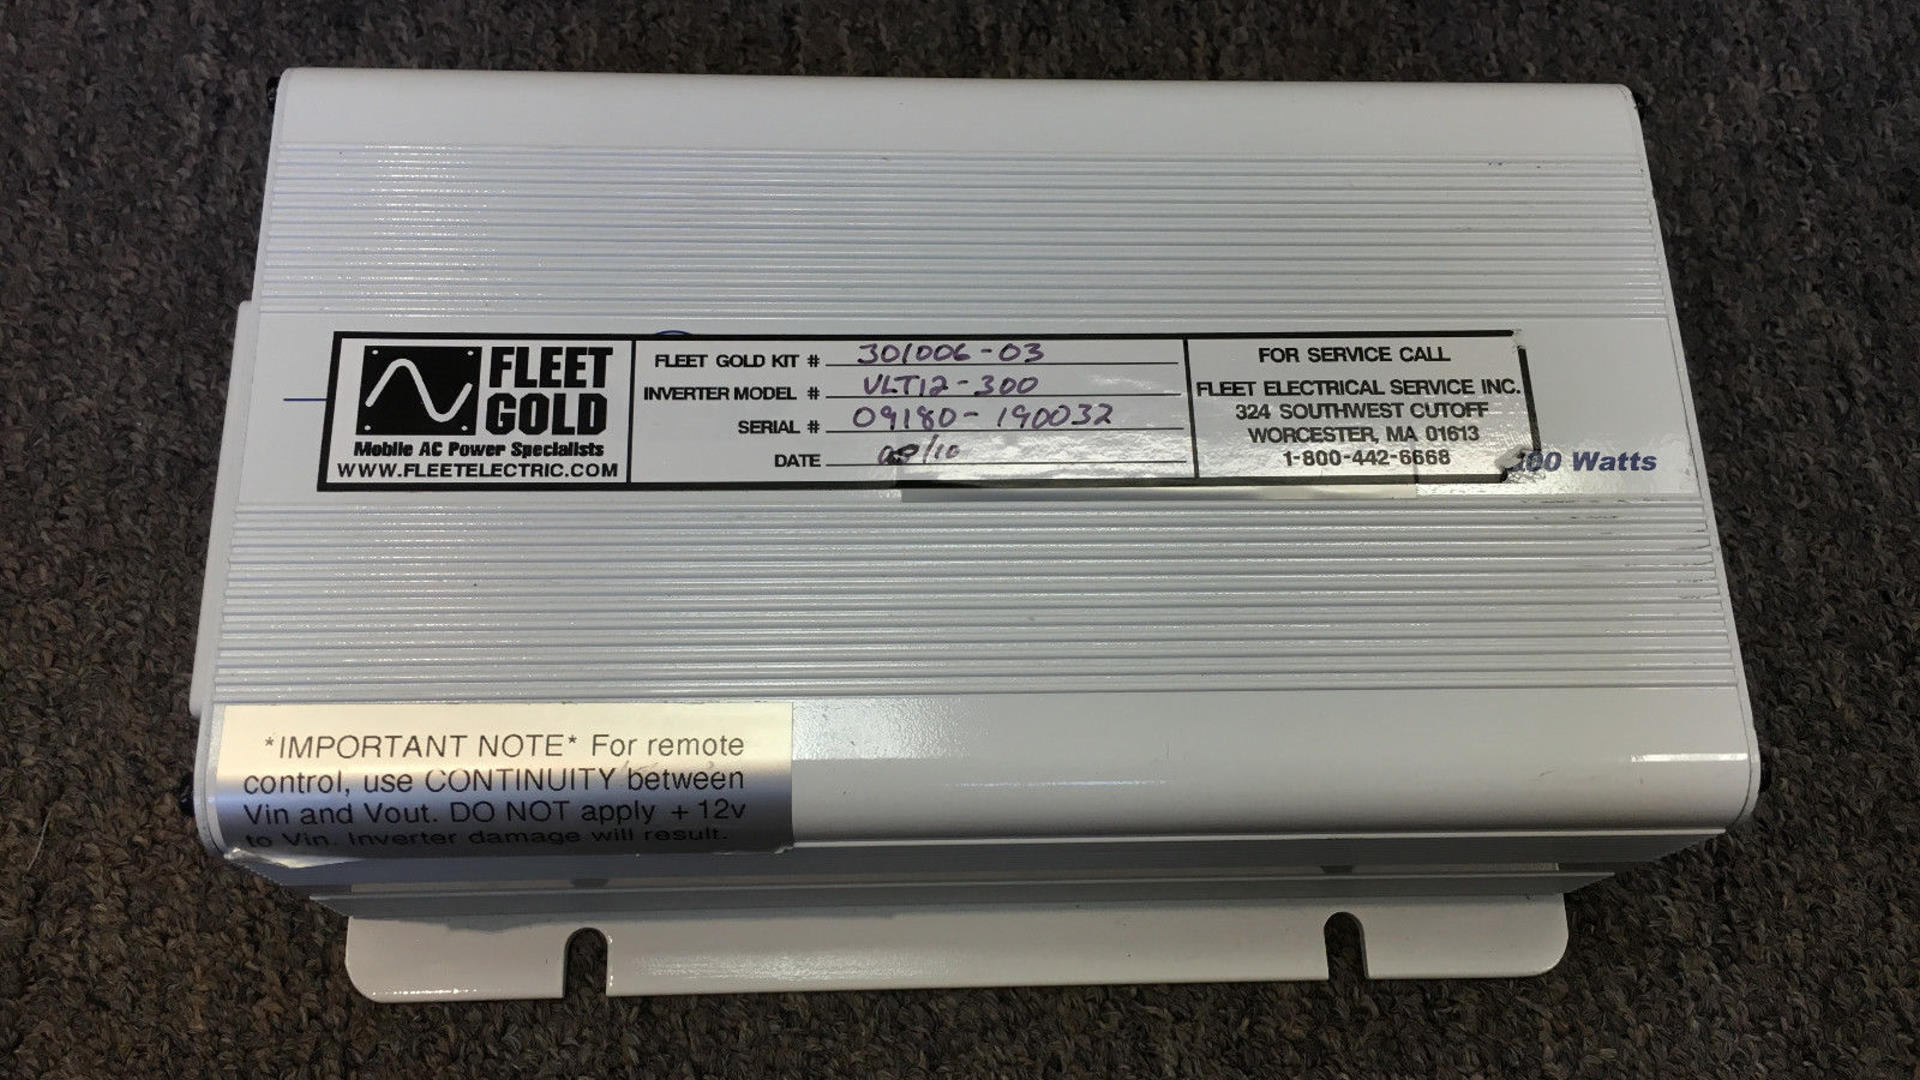 FLEET
GOLD
Mobile AC Power Specialists
WWW.FLEETELECTRIC.COM
FLEET GOLD KIT # 301006-03
INVERTER MODEL # VLT12-300
SERIAL # 09180-190032
DATE /10
FOR SERVICE CALL
FLEET ELECTRICAL SERVICE INC.
324 SOUTHWEST CUTOFF
WORCESTER, MA 01613
1-800-442-6668
Watts
*IMPORTANT NOTE* For remote
control, use CONTINUITY between
Vin and Vout. DO NOT apply +12v
to Vin. Inverter damage will result.